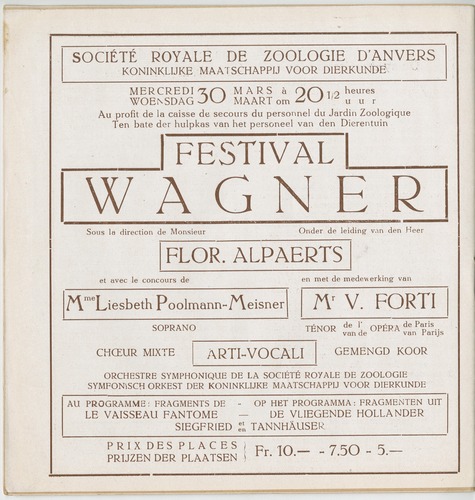 SOCIÉTÉ ROYALE DE ZOOLOGIE D'ANVERS
KONINKLIJKE MAATSCHAPPIJ VOOR DIERKUNDE
MERCREDI 30 MARS à 20 1/2 heures
WOENSDAG MAART om uur
Au profit de la caisse de secours du personnel du Jardin Zoologique
Ten bate der hulpkas van het personeel van den Dierentuin
FESTIVAL
WAGNER
Sous la direction de Monsieur Onder de leiding van den Heer
FLOR. ALPAERTS
et avec le concours de en met de medewerking van
Mme Liesbeth Poolmann-Meisner Mr V. FORTI
SOPRANO TÉNOR de l' OPÉRA de Paris
van de van Parijs
CHŒUR MIXTE ARTI-VOCALI GEMENGD KOOR
ORCHESTRE SYMPHONIQUE DE LA SOCIÉTÉ ROYALE DE ZOOLOGIE
SYMFONISCH ORKEST DER KONINKLIJKE MAATSCHAPPIJ VOOR DIERKUNDE
AU PROGRAMME: FRAGMENTS DE - OP HET PROGRAMMA: FRAGMENTEN UIT
LE VAISSEAU FANTOME — DE VLIEGENDE HOLLANDER
SIEGFRIED et en TANNHÄUSER
PRIX DES PLACES Fr. 10.— - 7.50 - 5.—
PRIJZEN DER PLAATSEN